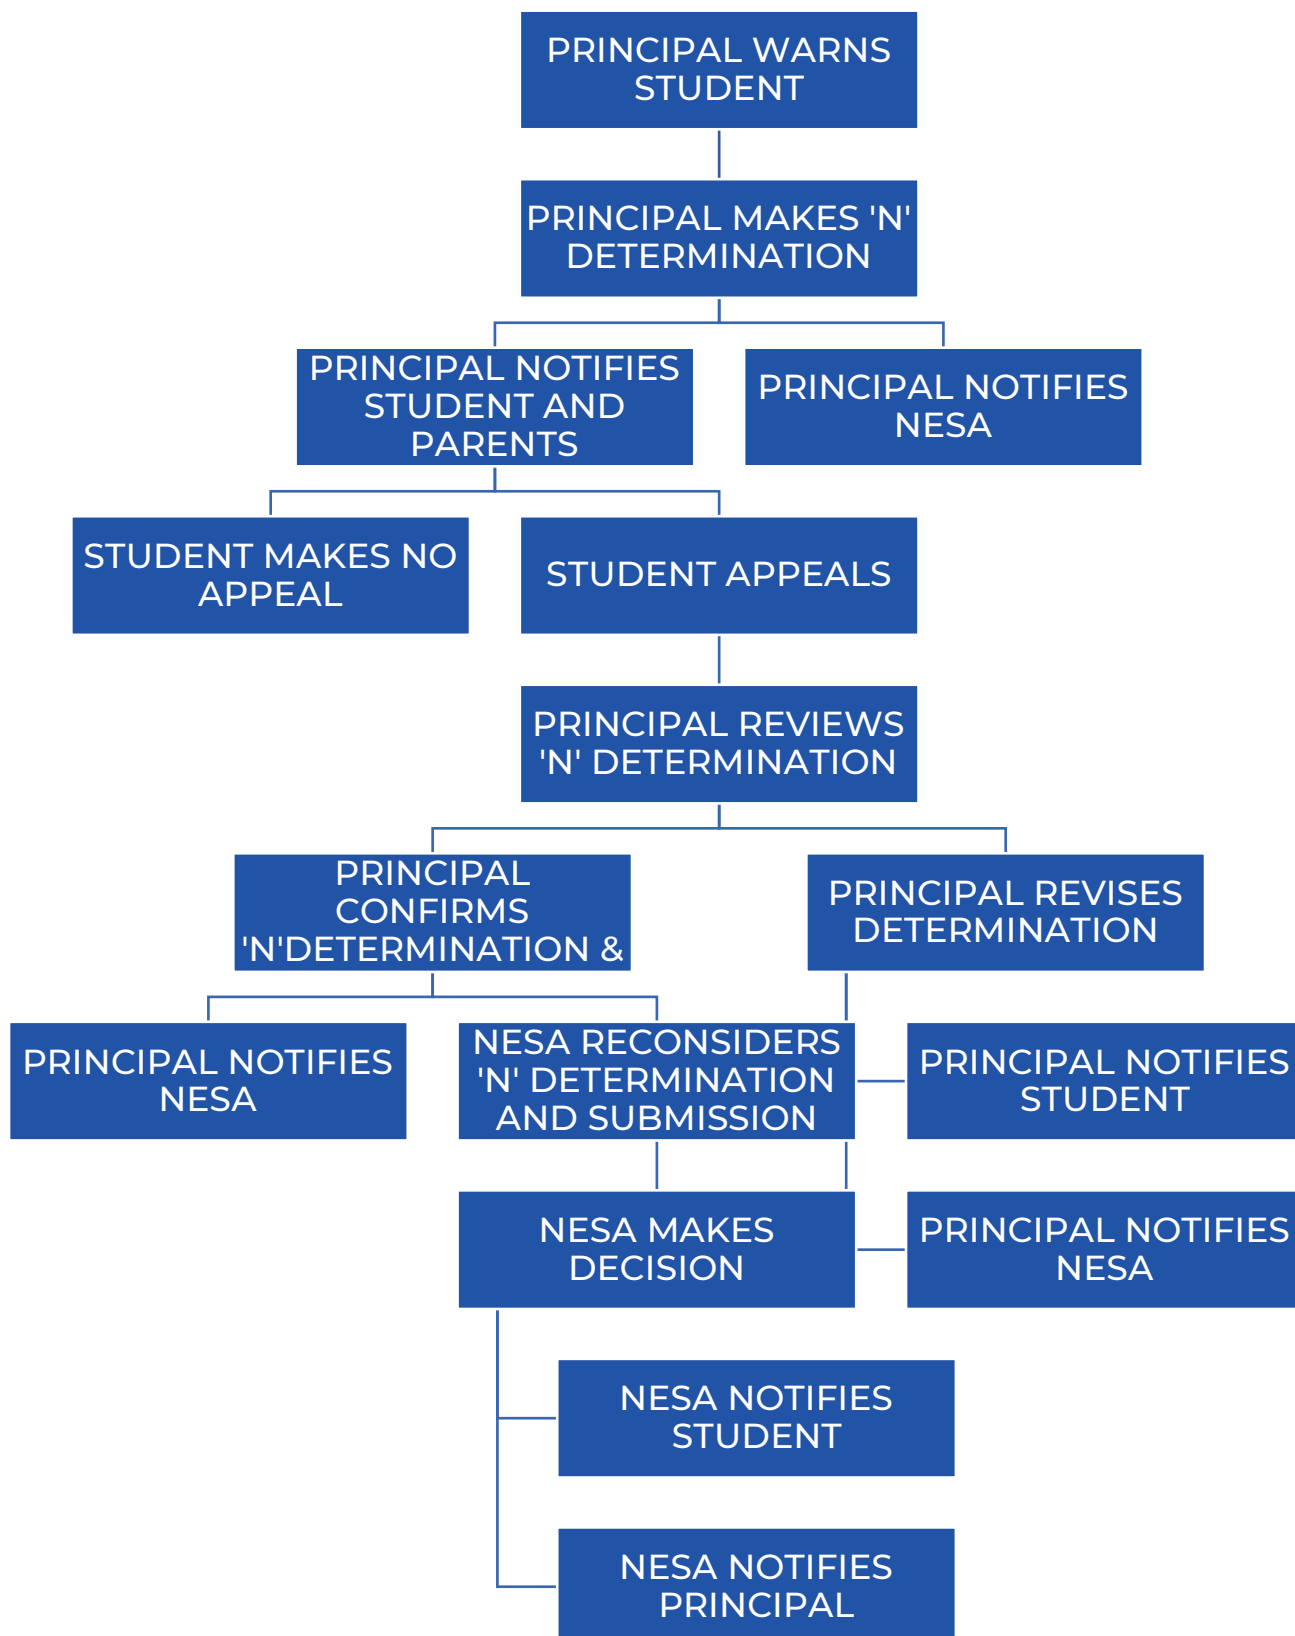 PRINCIPAL WARNS
STUDENT
PRINCIPAL MAKES 'N'
DETERMINATION
PRINCIPAL NOTIFIES
STUDENT AND
PARENTS
PRINCIPAL NOTIFIES
NESA
STUDENT MAKES NO
APPEAL
STUDENT APPEALS
PRINCIPAL REVIEWS
'N' DETERMINATION
PRINCIPAL
CONFIRMS
'N'DETERMINATION &
PRINCIPAL REVISES
DETERMINATION
PRINCIPAL NOTIFIES
NESA
NESA RECONSIDERS
'N' DETERMINATION
AND SUBMISSION
PRINCIPAL NOTIFIES
STUDENT
NESA MAKES
DECISION
PRINCIPAL NOTIFIES
NESA
NESA NOTIFIES
STUDENT
NESA NOTIFIES
PRINCIPAL